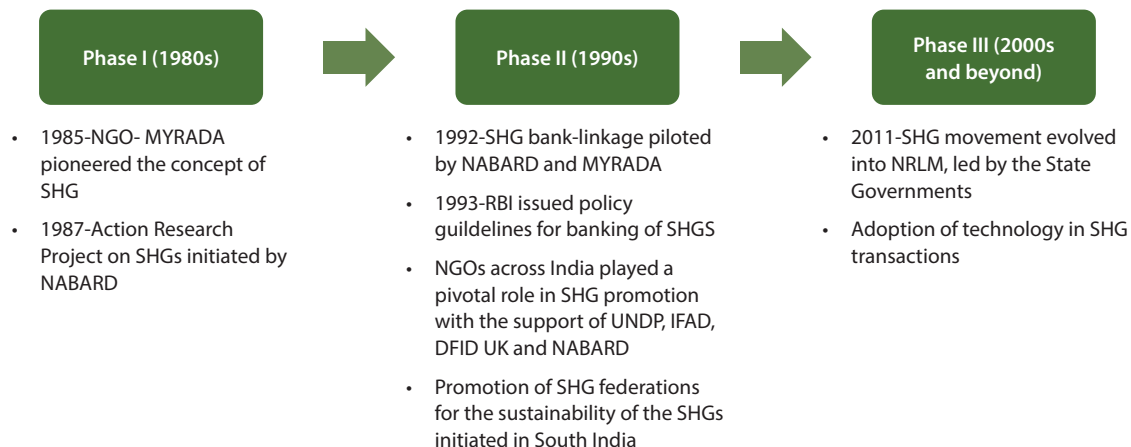 Phase I (1980s)
• 1985-NGO- MYRADA
pioneered the concept of
SHG
• 1987-Action Research
Project on SHGs initiated by
NABARD
Phase II (1990s)
• 1992-SHG bank-linkage piloted
by NABARD and MYRADA
• 1993-RBI issued policy
guildelines for banking of SHGS
• NGOs across India played a
pivotal role in SHG promotion
with the support of UNDP, IFAD,
DFID UK and NABARD
• Promotion of SHG federations
for the sustainability of the SHGs
initiated in South India
Phase III (2000s
and beyond)
• 2011-SHG movement evolved
into NRLM, led by the State
Governments
• Adoption of technology in SHG
transactions